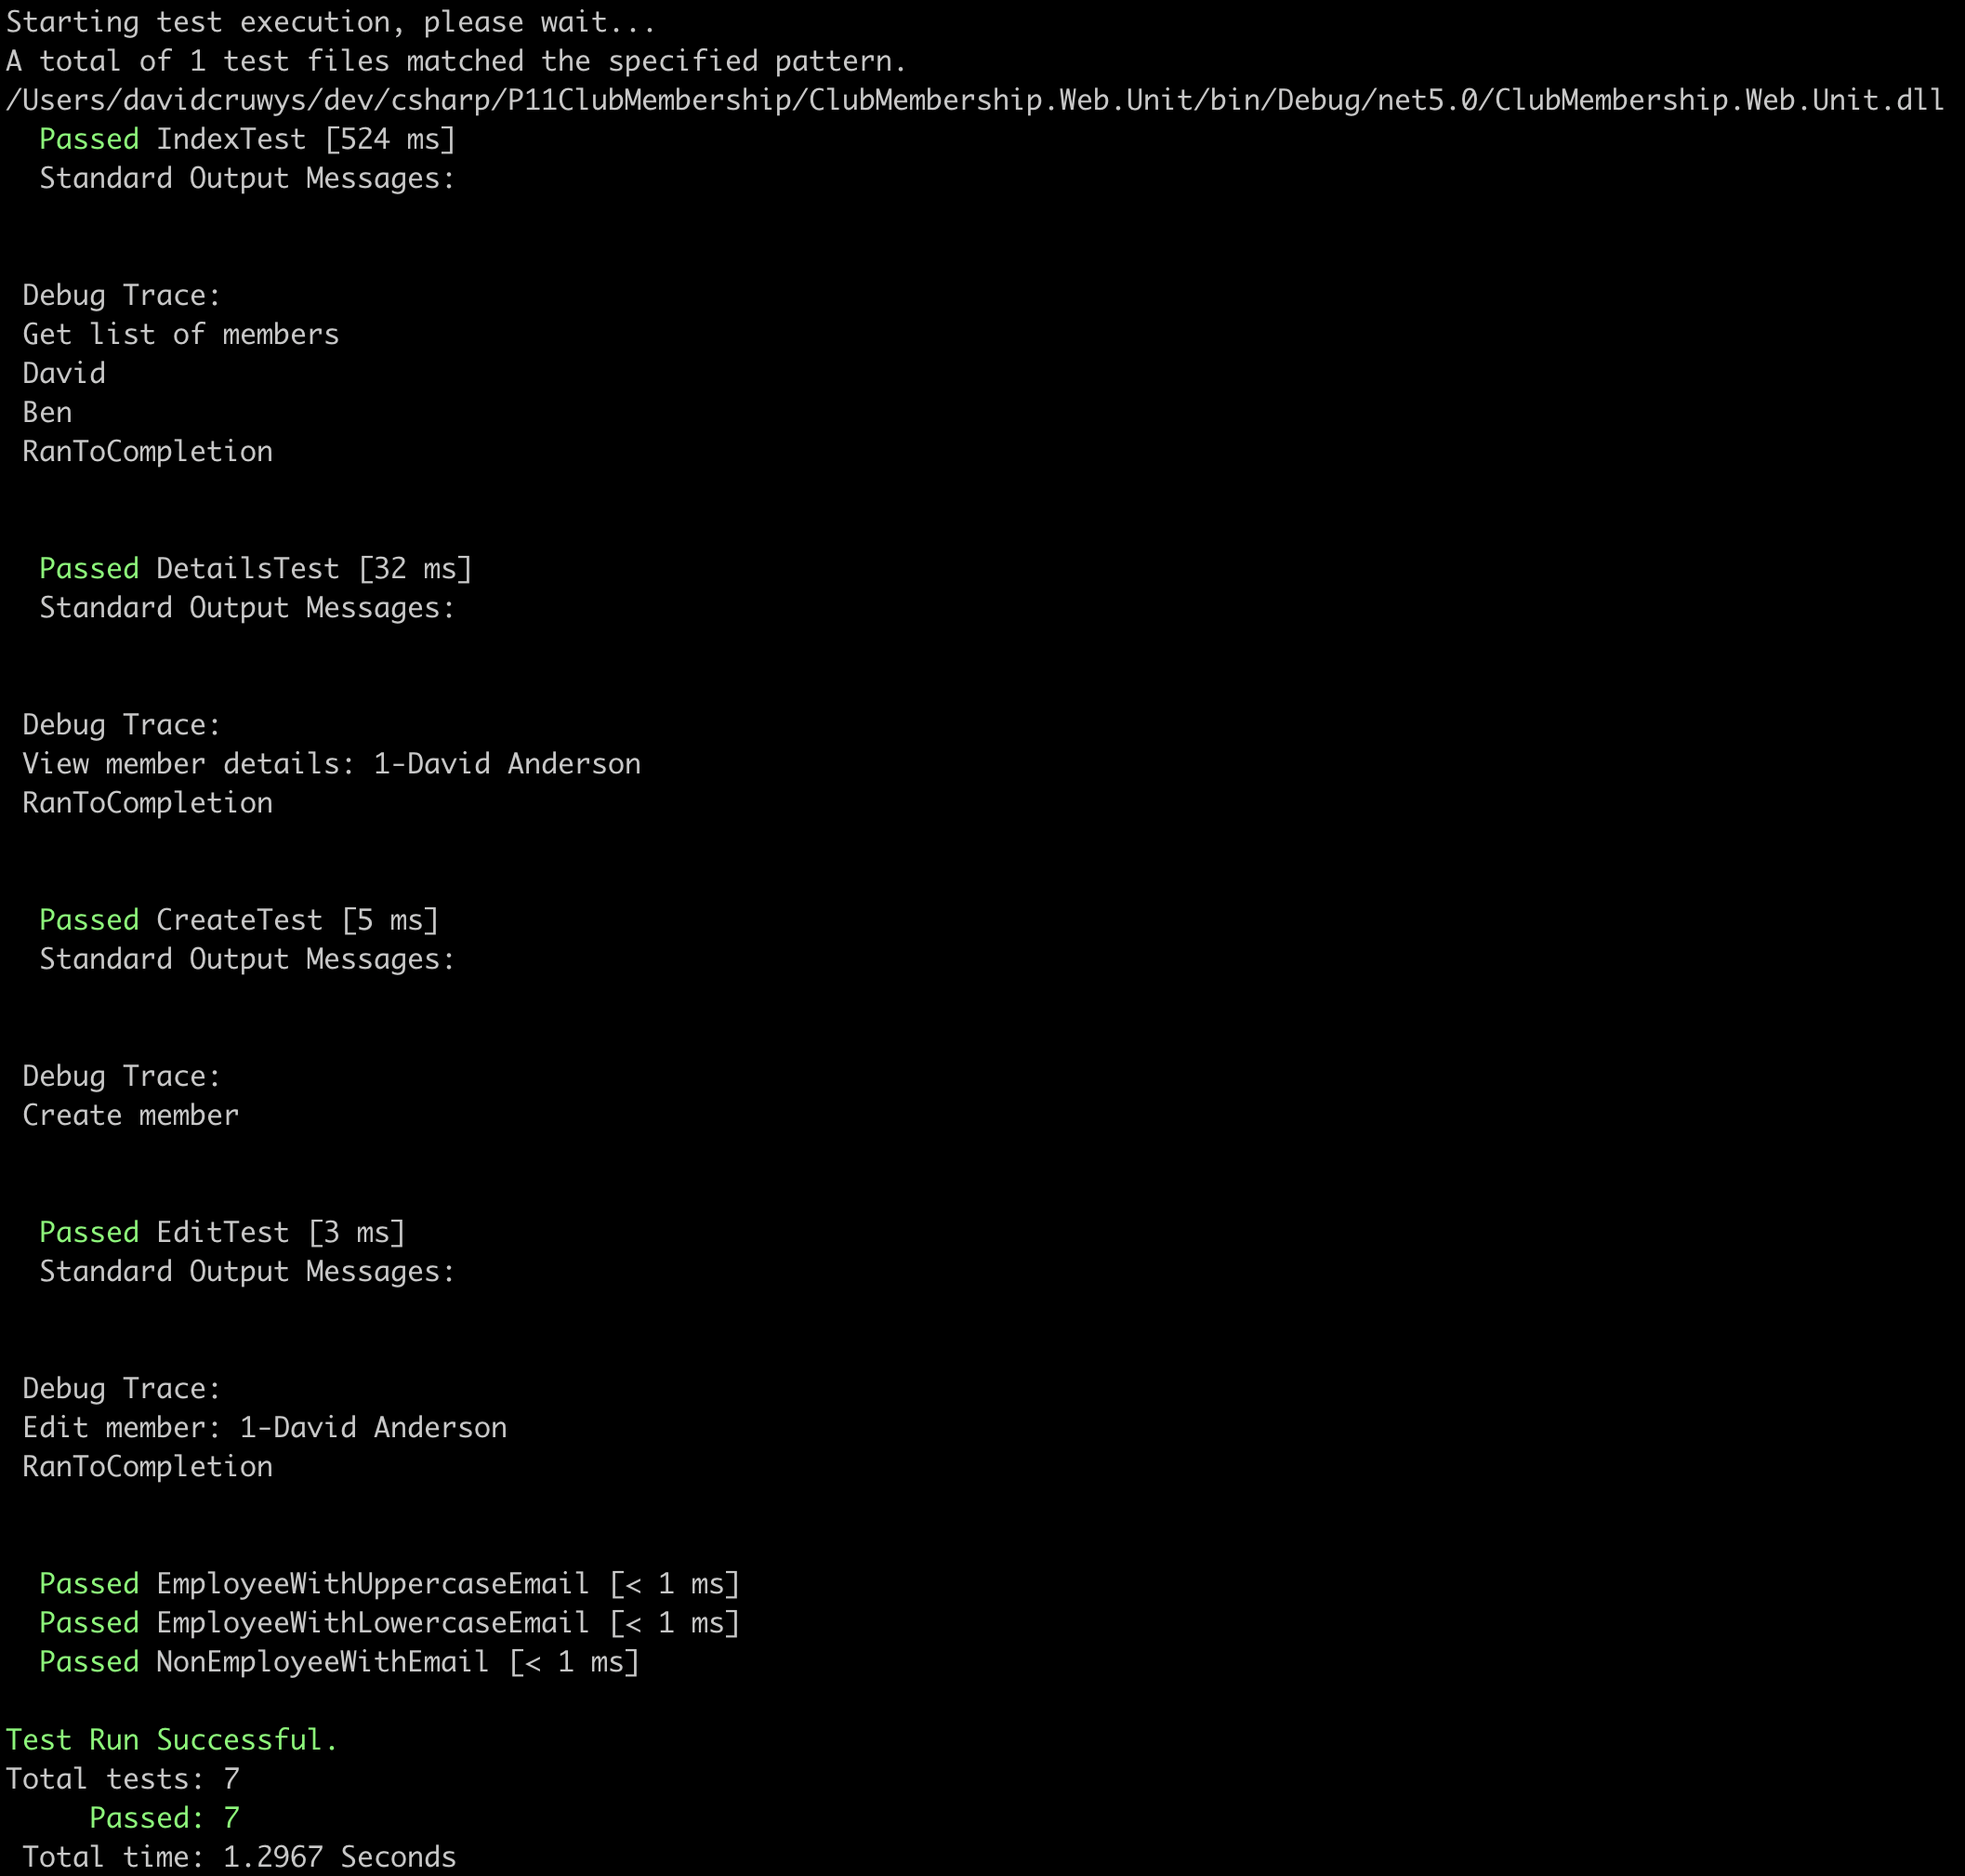 Starting test execution, please wait...
A total of 1 test files matched the specified pattern.
/Users/davidcruwys/dev/csharp/P11ClubMembership/ClubMembership.Web.Unit/bin/Debug/net5.0/ClubMembership.Web.Unit.dll
Passed IndexTest [524 ms]
Standard Output Messages:
Debug Trace:
Get list of members
David
Ben
RanToCompletion
Passed DetailsTest [32 ms]
Standard Output Messages:
Debug Trace:
View member details: 1-David Anderson
RanToCompletion
Passed CreateTest [5 ms]
Standard Output Messages:
Debug Trace:
Create member
Passed EditTest [3 ms]
Standard Output Messages:
Debug Trace:
Edit member: 1-David Anderson
RanToCompletion
Passed EmployeeWithUppercaseEmail [< 1 ms]
Passed EmployeeWithLowercaseEmail [< 1 ms]
Passed NonEmployeeWithEmail [< 1 ms]
Test Run Successful.
Total tests: 7
Passed: 7
Total time: 1.2967 Seconds